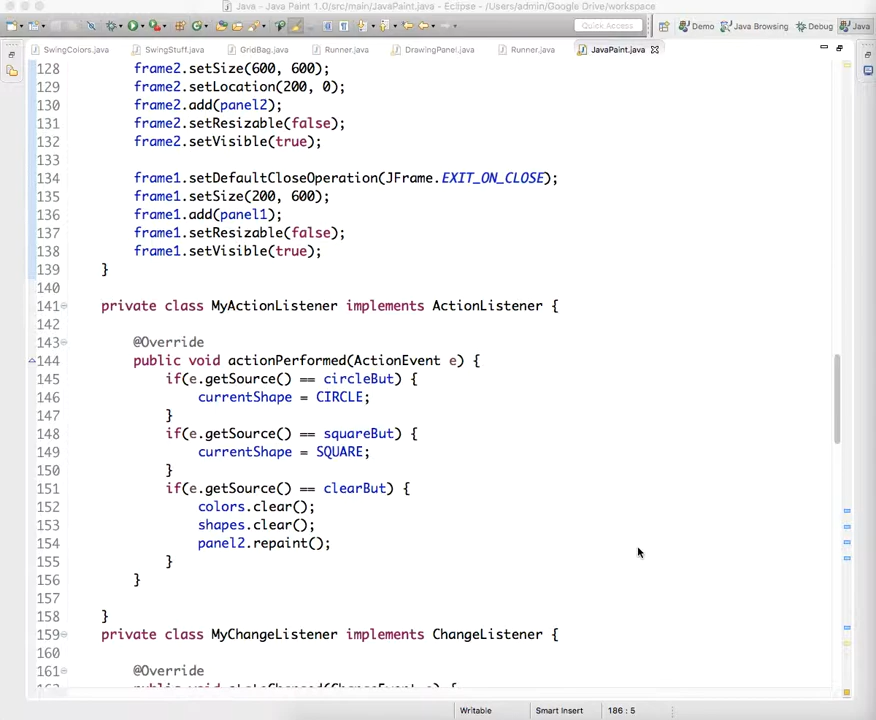 Java - Java Paint 1.0/src/main/JavaPaint.java - Eclipse - /Users/admin/Google Drive/workspace
Quick Access
Demo
Java Browsing
Debug
Java
SwingColors.java
SwingStuff.java
GridBag.java
Runner.java
DrawingPanel.java
Runner.java
JavaPaint.java
128 frame2.setSize(600, 600);
129 frame2.setLocation(200, 0);
130 frame2.add(panel2);
131 frame2.setResizable(false);
132 frame2.setVisible(true);
133
134 frame1.setDefaultCloseOperation(JFrame.EXIT_ON_CLOSE);
135 frame1.setSize(200, 600);
136 frame1.add(panel1);
137 frame1.setResizable(false);
138 frame1.setVisible(true);
139 }
140
141 private class MyActionListener implements ActionListener {
142
143 @Override
144 public void actionPerformed(ActionEvent e) {
145 if(e.getSource() == circleBut) {
146 currentShape = CIRCLE;
147 }
148 if(e.getSource() == squareBut) {
149 currentShape = SQUARE;
150 }
151 if(e.getSource() == clearBut) {
152 colors.clear();
153 shapes.clear();
154 panel2.repaint();
155 }
156 }
157
158 }
159 private class MyChangeListener implements ChangeListener {
160
161 @Override
public void stateChanged(ChangeEvent e) {
Writable
Smart Insert
186 : 5